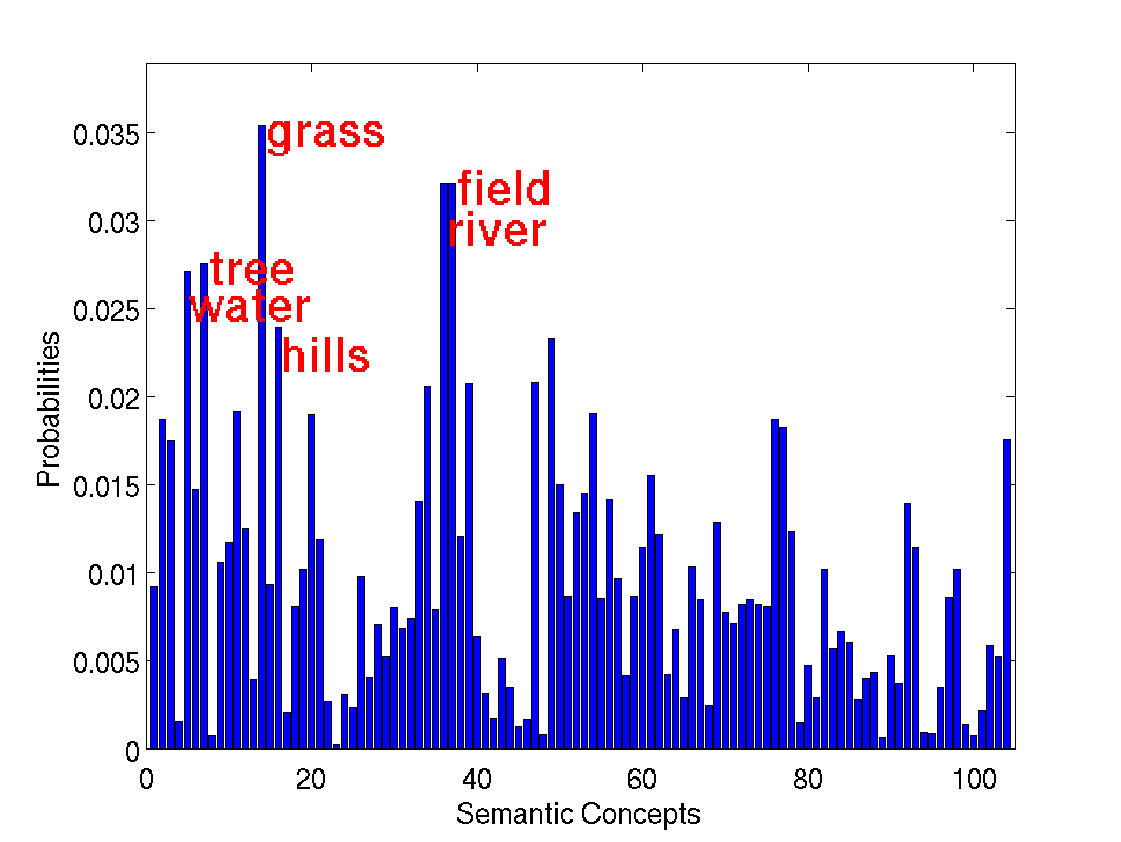 grass
0.035
field
0.03
river
tree
water
0.025
hills
0.02
Probabilities
0.015
0.01
0.005
0
0 20 40 60 80 100
Semantic Concepts